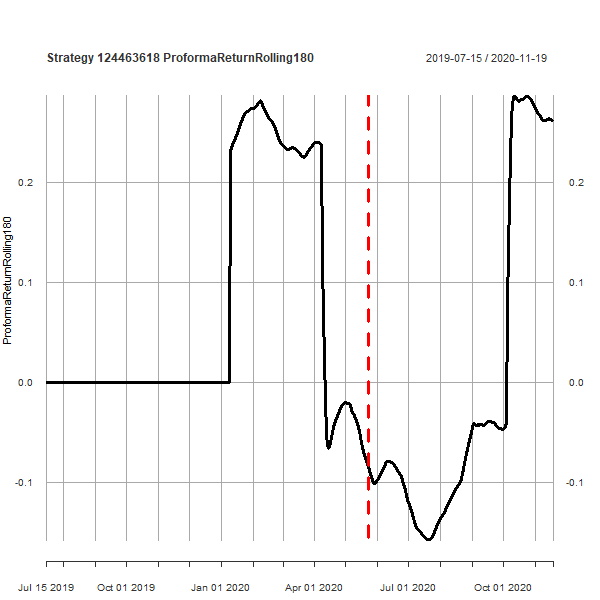 Strategy 124463618 ProformaReturnRolling180
2019-07-15 / 2020-11-19
ProformaReturnRolling180
0.2
0.2
0.1
0.1
0.0
0.0
-0.1
-0.1
Jul 15 2019
Oct 01 2019
Jan 01 2020
Apr 01 2020
Jul 01 2020
Oct 01 2020